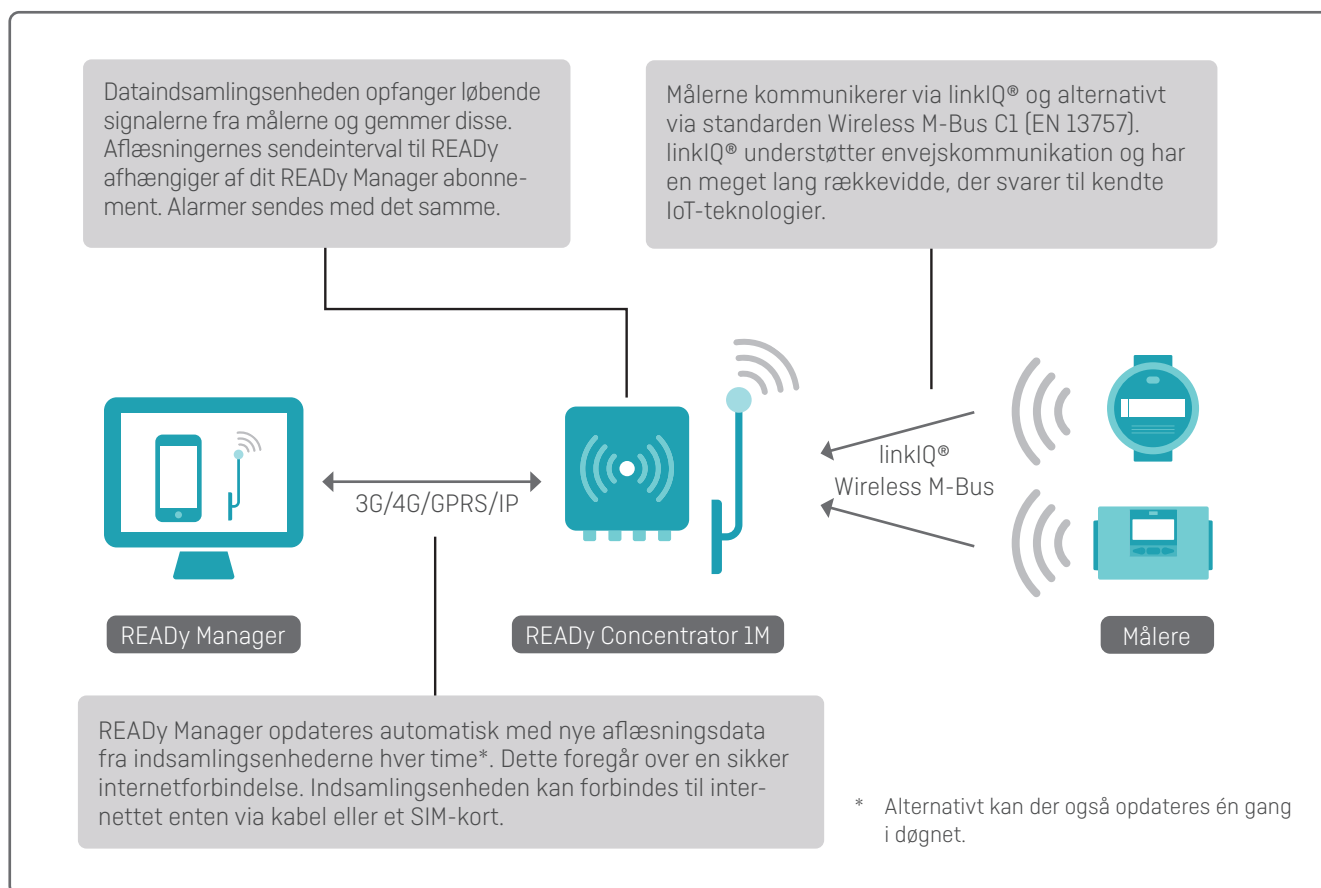 Dataindsamlingsenheden opfanger løbende
signalerne fra målerne og gemmer disse.
Aflæsningernes sendeinterval til READy
afhængiger af dit READy Manager abonne-
ment. Alarmer sendes med det samme.
Målerne kommunikerer via linkIQ® og alternativt
via standarden Wireless M-Bus C1 (EN 13757).
linkIQ® understøtter envejskommunikation og har
en meget lang rækkevidde, der svarer til kendte
IoT-teknologier.
3G/4G/GPRS/IP
linkIQ®
Wireless M-Bus
READy Manager
READy Concentrator 1M
Målere
READy Manager opdateres automatisk med nye aflæsningsdata
fra indsamlingsenhederne hver time*. Dette foregår over en sikker
internetforbindelse. Indsamlingsenheden kan forbindes til inter-
nettet enten via kabel eller et SIM-kort.
* Alternativt kan der også opdateres én gang
i døgnet.